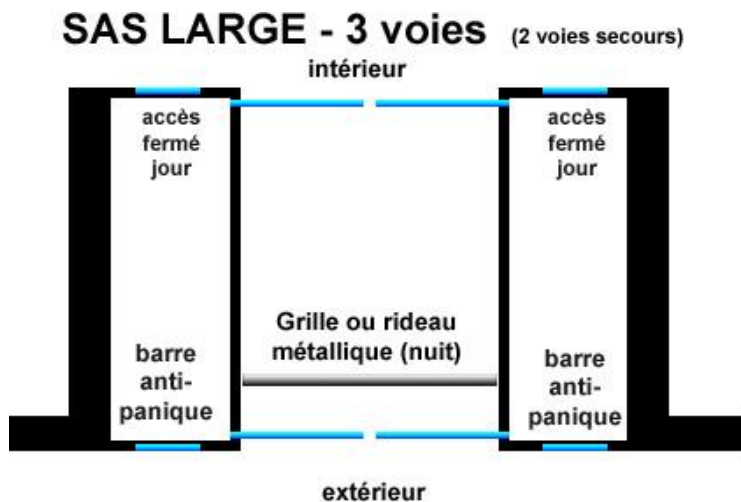 SAS LARGE - 3 voies (2 voies secours)
intérieur
accès
fermé
jour
accès
fermé
jour
Grille ou rideau
métallique (nuit)
barre
anti-
panique
barre
anti-
panique
extérieur